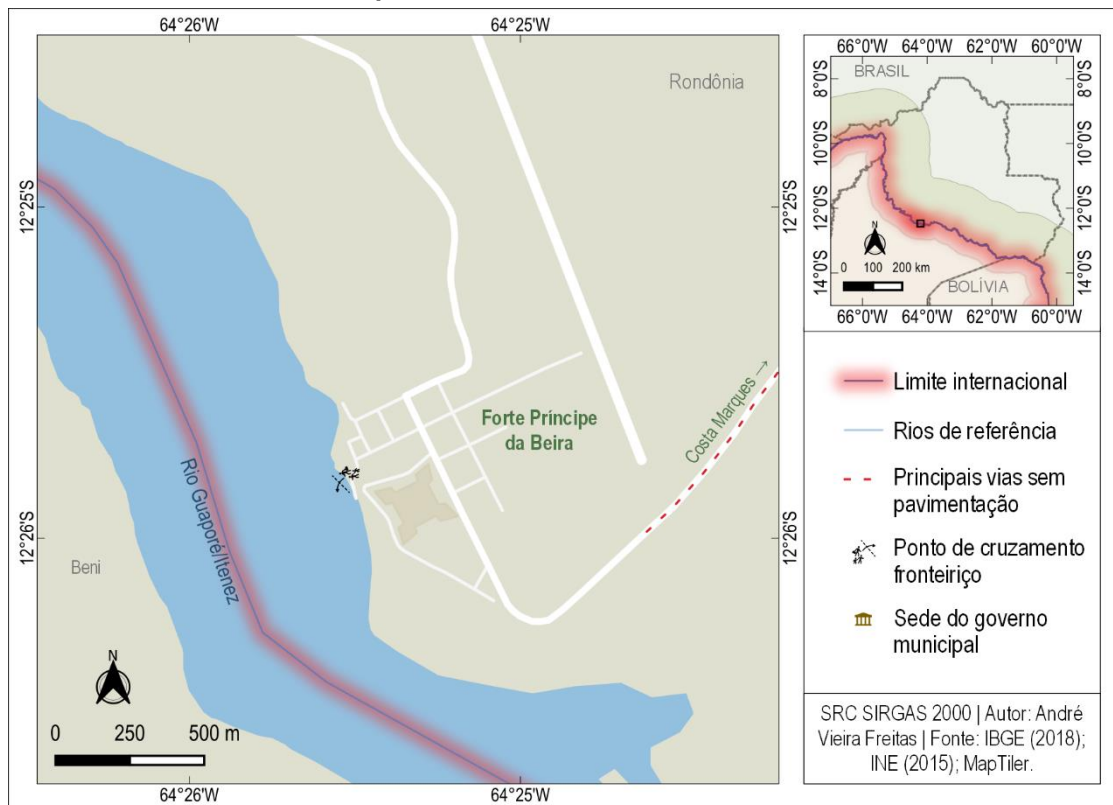 64°26'W
64°25'W
12°25'S
12°26'S
Rondônia
Forte Príncipe
da Beira
Costa Marques →
Rio Guaporé/Itenez
Beni
N
0 250 500 m
12°25'S
12°26'S
64°26'W
64°25'W
66°0'W 64°0'W 62°0'W 60°0'W
8°0'S
10°0'S
12°0'S
14°0'S
BRASIL
N
0 100 200 km
BOLÍVIA
8°0'S
10°0'S
12°0'S
14°0'S
66°0'W 64°0'W 62°0'W 60°0'W
Limite internacional
Rios de referência
Principais vias sem
pavimentação
Ponto de cruzamento
fronteiriço
Sede do governo
municipal
SRC SIRGAS 2000 | Autor: André
Vieira Freitas | Fonte: IBGE (2018);
INE (2015); MapTiler.